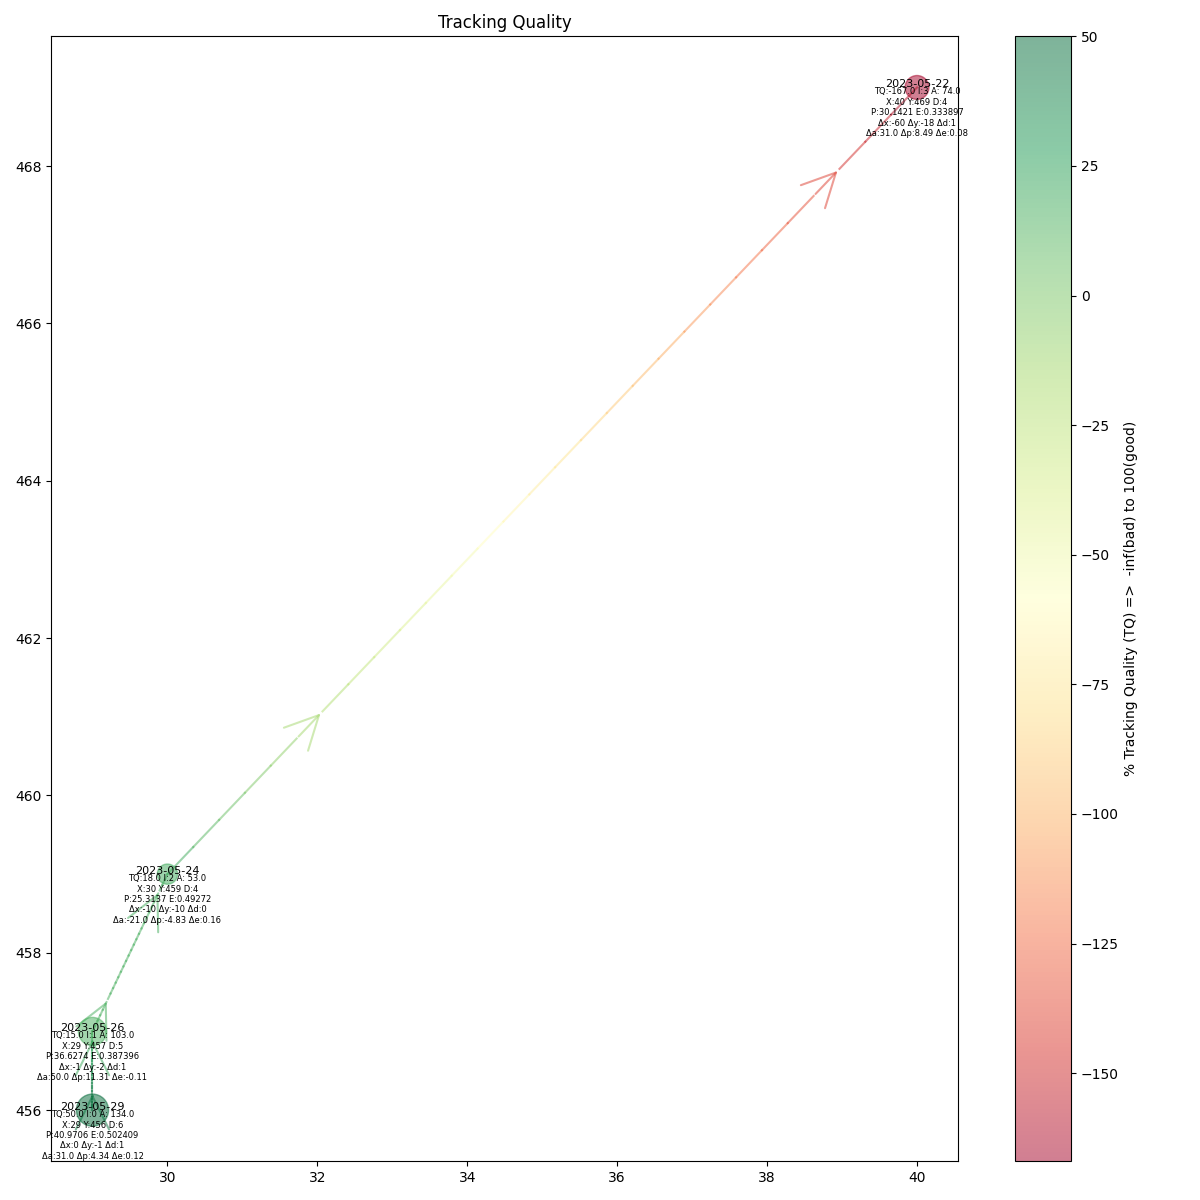 Tracking Quality
2023-05-22
TQ:-167.0 I:3 A: 74.0
X:40 Y:469 D:4
P:30.1421 E:0.333897
Δx:-60 Δy:-18 Δd:1
Δa:31.0 Δp:8.49 Δe:0.08
2023-05-24
TQ:18.0 I:2 A: 53.0
X:30 Y:459 D:4
P:25.3137 E:0.49272
Δx:-10 Δy:-10 Δd:0
Δa:-21.0 Δp:-4.83 Δe:0.16
2023-05-26
TQ:15.0 I:1 A: 103.0
X:29 Y:457 D:5
P:36.6274 E:0.387396
Δx:-1 Δy:-2 Δd:1
Δa:50.0 Δp:11.31 Δe:-0.11
2023-05-29
TQ:50.0 I:0 A: 134.0
X:29 Y:456 D:6
P:40.9706 E:0.502409
Δx:0 Δy:-1 Δd:1
Δa:31.0 Δp:4.34 Δe:0.12
468
466
464
462
460
458
456
30 32 34 36 38 40
50
25
0
−25
−50
−75
−100
−125
−150
% Tracking Quality (TQ) => -inf(bad) to 100(good)